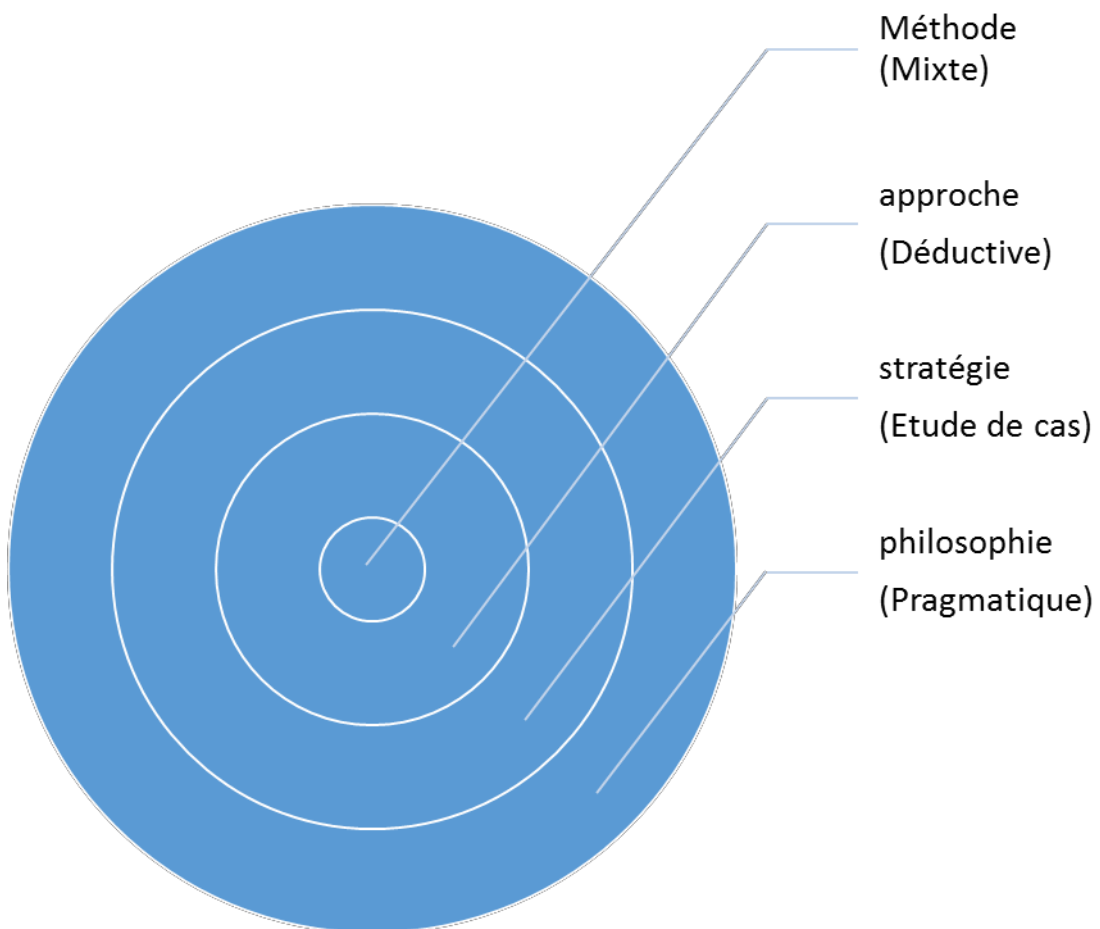 Méthode
(Mixte)
approche
(Déductive)
stratégie
(Etude de cas)
philosophie
(Pragmatique)